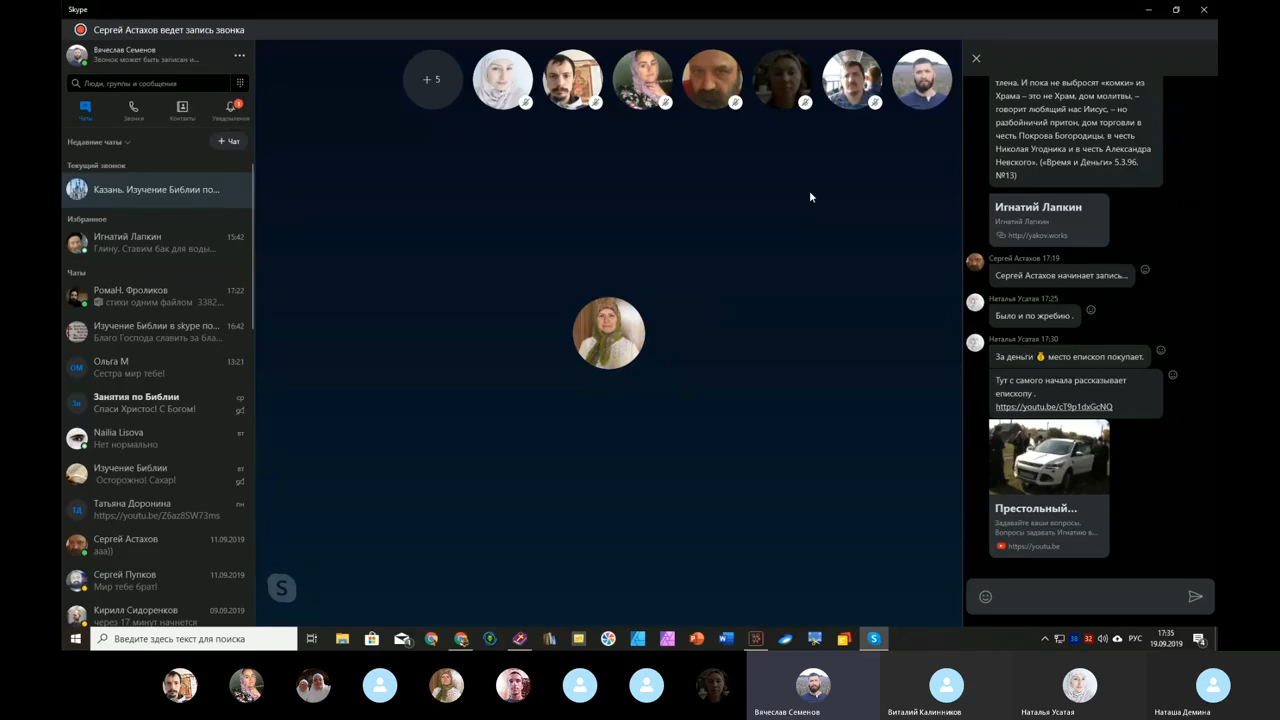 Skype
Сергей Астахов ведет запись звонка
Вячеслав Семенов
Звонок может быть записан и...
Люди, группы и сообщения
Чаты
Звонки
Контакты
Уведомления
Недавние чаты
+ Чат
Текущий звонок
Казань. Изучение Библии по...
Избранное
Игнатий Лапкин 15:42
Глину. Ставим бак для воды...
Чаты
РомаН. Фроликов 17:22
стихи одним файлом 3382...
Изучение Библии в skype по... 16:42
Благо Господа славить за бла...
ОМ
Ольга М 13:21
Сестра мир тебе!
Зи
Занятия по Библии ср
Спаси Христос! С Богом!
Nailia Lisova вт
Нет нормально
Изучение Библии вт
Осторожно! Сахар!
ТД
Татьяна Доронина пн
https://youtu.be/Z6az8SW73ms
Сергей Астахов 11.09.2019
ааа))
Сергей Пупков 11.09.2019
Мир тебе брат!
Кирилл Сидоренков 09.09.2019
через 17 минут начнется
+ 5
тлена. И пока не выбросят «комки» из
Храма – это не Храм, дом молитвы, –
говорит любящий нас Иисус, – но
разбойничий притон, дом торговли в
честь Покрова Богородицы, в честь
Николая Угодника и в честь Александра
Невского». («Время и Деньги» 5.3.96.
№13)
Игнатий Лапкин
Игнатий Лапкин
http://yakov.works
Сергей Астахов 17:19
Сергей Астахов начинает запись...
Наталья Усатая 17:25
Было и по жребию .
Наталья Усатая 17:30
За деньги 💰 место епископ покупает.
Тут с самого начала рассказывает
епископу .
https://youtu.be/cT9p1dxGcNQ
Престольный...
Задавайте ваши вопросы.
Вопросы задавать Игнатию в...
https://youtu.be
Введите здесь текст для поиска
38
32
РУС
17:35
19.09.2019
4
Вячеслав Семенов
Виталий Калинников
Наталья Усатая
Наташа Демина